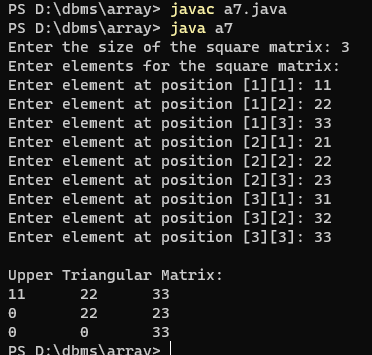 PS D:\dbms\array> javac a7.java
PS D:\dbms\array> java a7
Enter the size of the square matrix: 3
Enter elements for the square matrix:
Enter element at position [1][1]: 11
Enter element at position [1][2]: 22
Enter element at position [1][3]: 33
Enter element at position [2][1]: 21
Enter element at position [2][2]: 22
Enter element at position [2][3]: 23
Enter element at position [3][1]: 31
Enter element at position [3][2]: 32
Enter element at position [3][3]: 33
Upper Triangular Matrix:
11 22 33
0 22 23
0 0 33
PS D:\dbms\array>